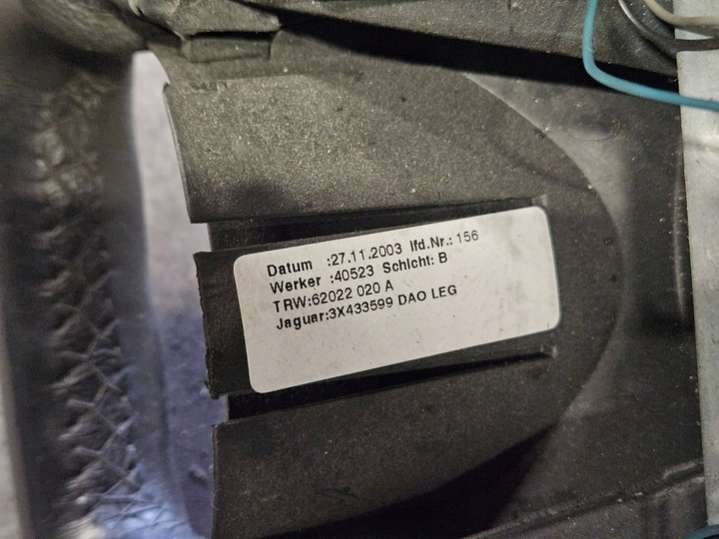 Datum :27.11.2003 lfd.Nr.: 156
Werker :40523 Schicht: B
TRW:62022 020 A
Jaguar:3X433599 DAO LEG